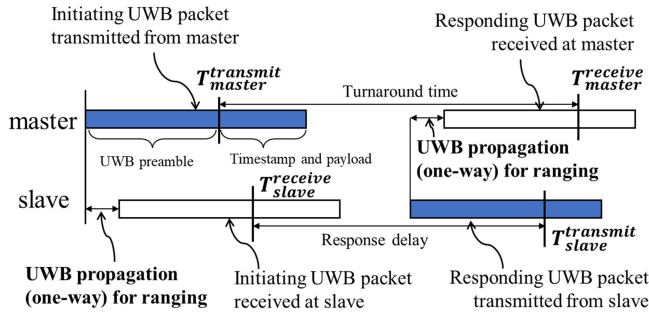 Initiating UWB packet
transmitted from master
Responding UWB packet
received at master
T_master^transmit
T_master^receive
Turnaround time
master
UWB preamble
Timestamp and payload
UWB propagation
(one-way) for ranging
T_slave^receive
slave
T_slave^transmit
Response delay
UWB propagation
(one-way) for ranging
Initiating UWB packet
received at slave
Responding UWB packet
transmitted from slave